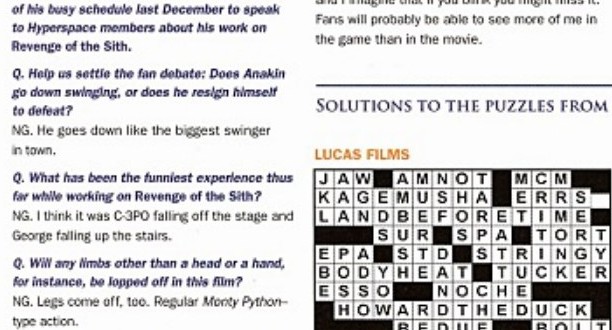 of his busy schedule last December to speak
to Hyperspace members about his work on
Revenge of the Sith.
Q. Help us settle the fan debate: Does Anakin
go down swinging, or does he resign himself
to defeat?
NG. He goes down like the biggest swinger
in town.
Q. What has been the funniest experience thus
far while working on Revenge of the Sith?
NG. I think it was C-3PO falling off the stage and
George falling up the stairs.
Q. Will any limbs other than a head or a hand,
for instance, be lopped off in this film?
NG. Legs come off, too. Regular Monty Python–
type action.
and I imagine that if you blink you might miss it.
Fans will probably be able to see more of me in
the game than in the movie.
SOLUTIONS TO THE PUZZLES FROM
LUCAS FILMS
JAW AMNOT MCM
KAGEMUSHA ERRS
LANDBEFORETIME
SUR SPA TORT
EPA STD STRINGY
BODYHEAT TUCKER
ESSO NOCHE
HOWARDTHEDUCK
REDUE BOLT